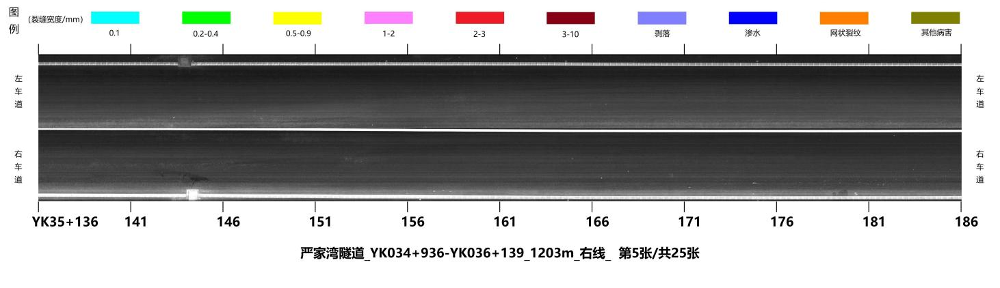 图例 (裂缝宽度/mm) 0.1 0.2-0.4 0.5-0.9 1-2 2-3 3-10 剥落 渗水 网状裂纹 其他病害
左车道 左车道
右车道 右车道
YK35+136 141 146 151 156 161 166 171 176 181 186
严家湾隧道_YK034+936-YK036+139_1203m_右线_ 第5张/共25张